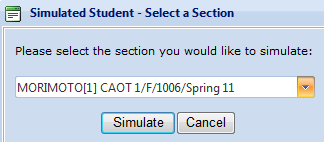 Simulated Student - Select a Section
Please select the section you would like to simulate:
MORIMOTO[1] CAOT 1/F/1006/Spring 11
Simulate Cancel